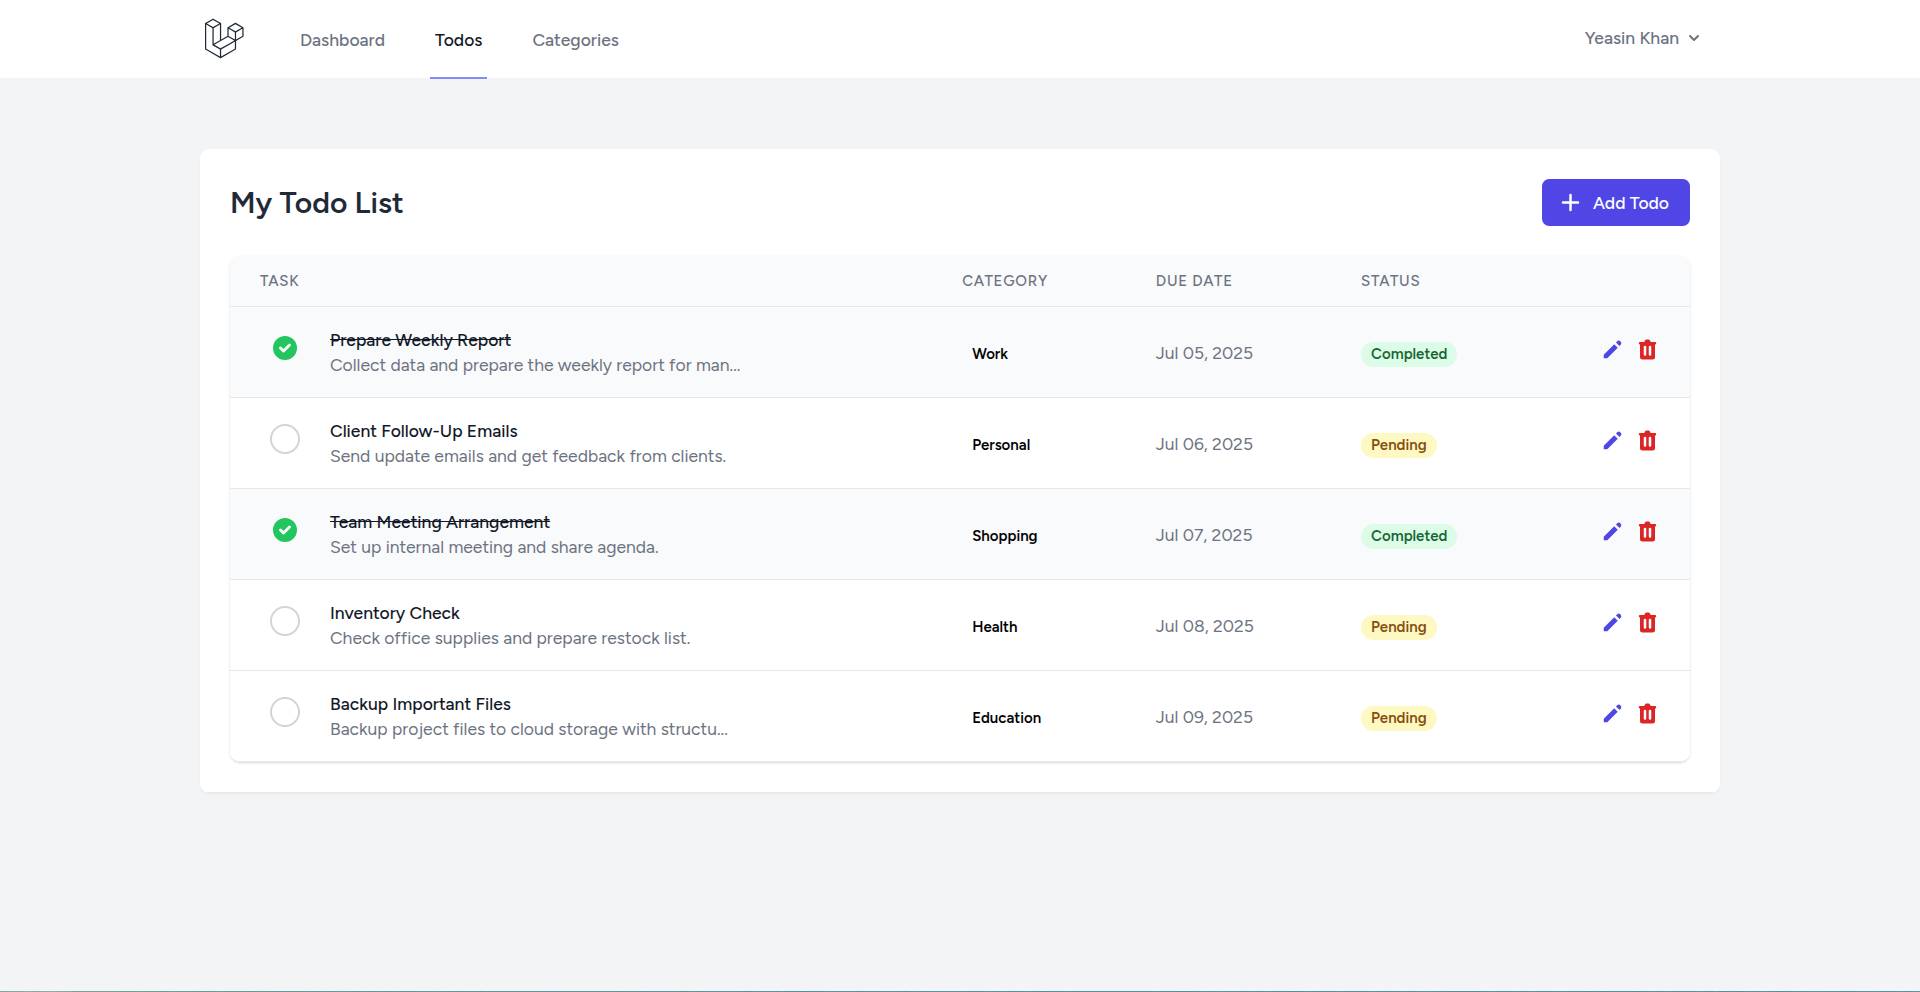 Dashboard Todos Categories Yeasin Khan
My Todo List Add Todo
TASK CATEGORY DUE DATE STATUS
Prepare Weekly Report
Collect data and prepare the weekly report for man... Work Jul 05, 2025 Completed
Client Follow-Up Emails
Send update emails and get feedback from clients. Personal Jul 06, 2025 Pending
Team Meeting Arrangement
Set up internal meeting and share agenda. Shopping Jul 07, 2025 Completed
Inventory Check
Check office supplies and prepare restock list. Health Jul 08, 2025 Pending
Backup Important Files
Backup project files to cloud storage with structu... Education Jul 09, 2025 Pending